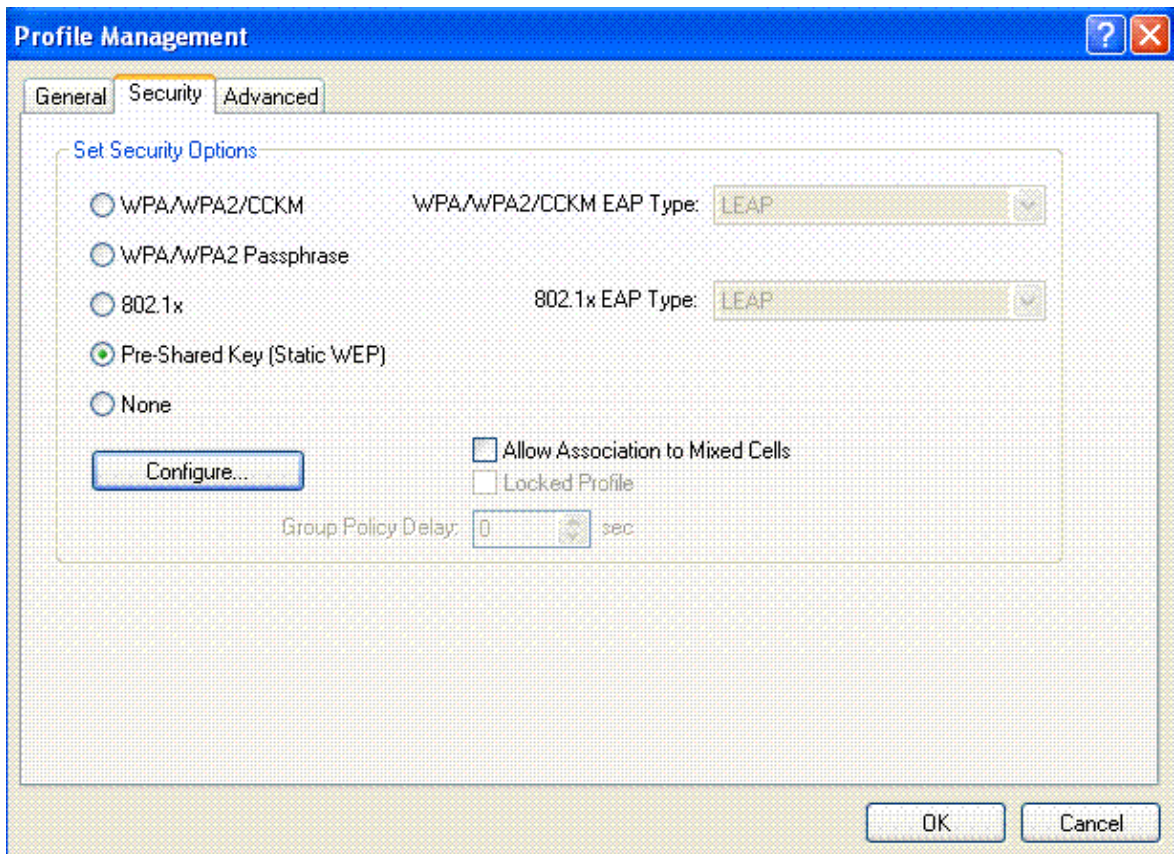 Profile Management
General Security Advanced
Set Security Options
WPA/WPA2/CCKM WPA/WPA2/CCKM EAP Type: LEAP
WPA/WPA2 Passphrase
802.1x 802.1x EAP Type: LEAP
Pre-Shared Key (Static WEP)
None
Allow Association to Mixed Cells
Configure...
Locked Profile
Group Policy Delay: 0 sec
OK Cancel